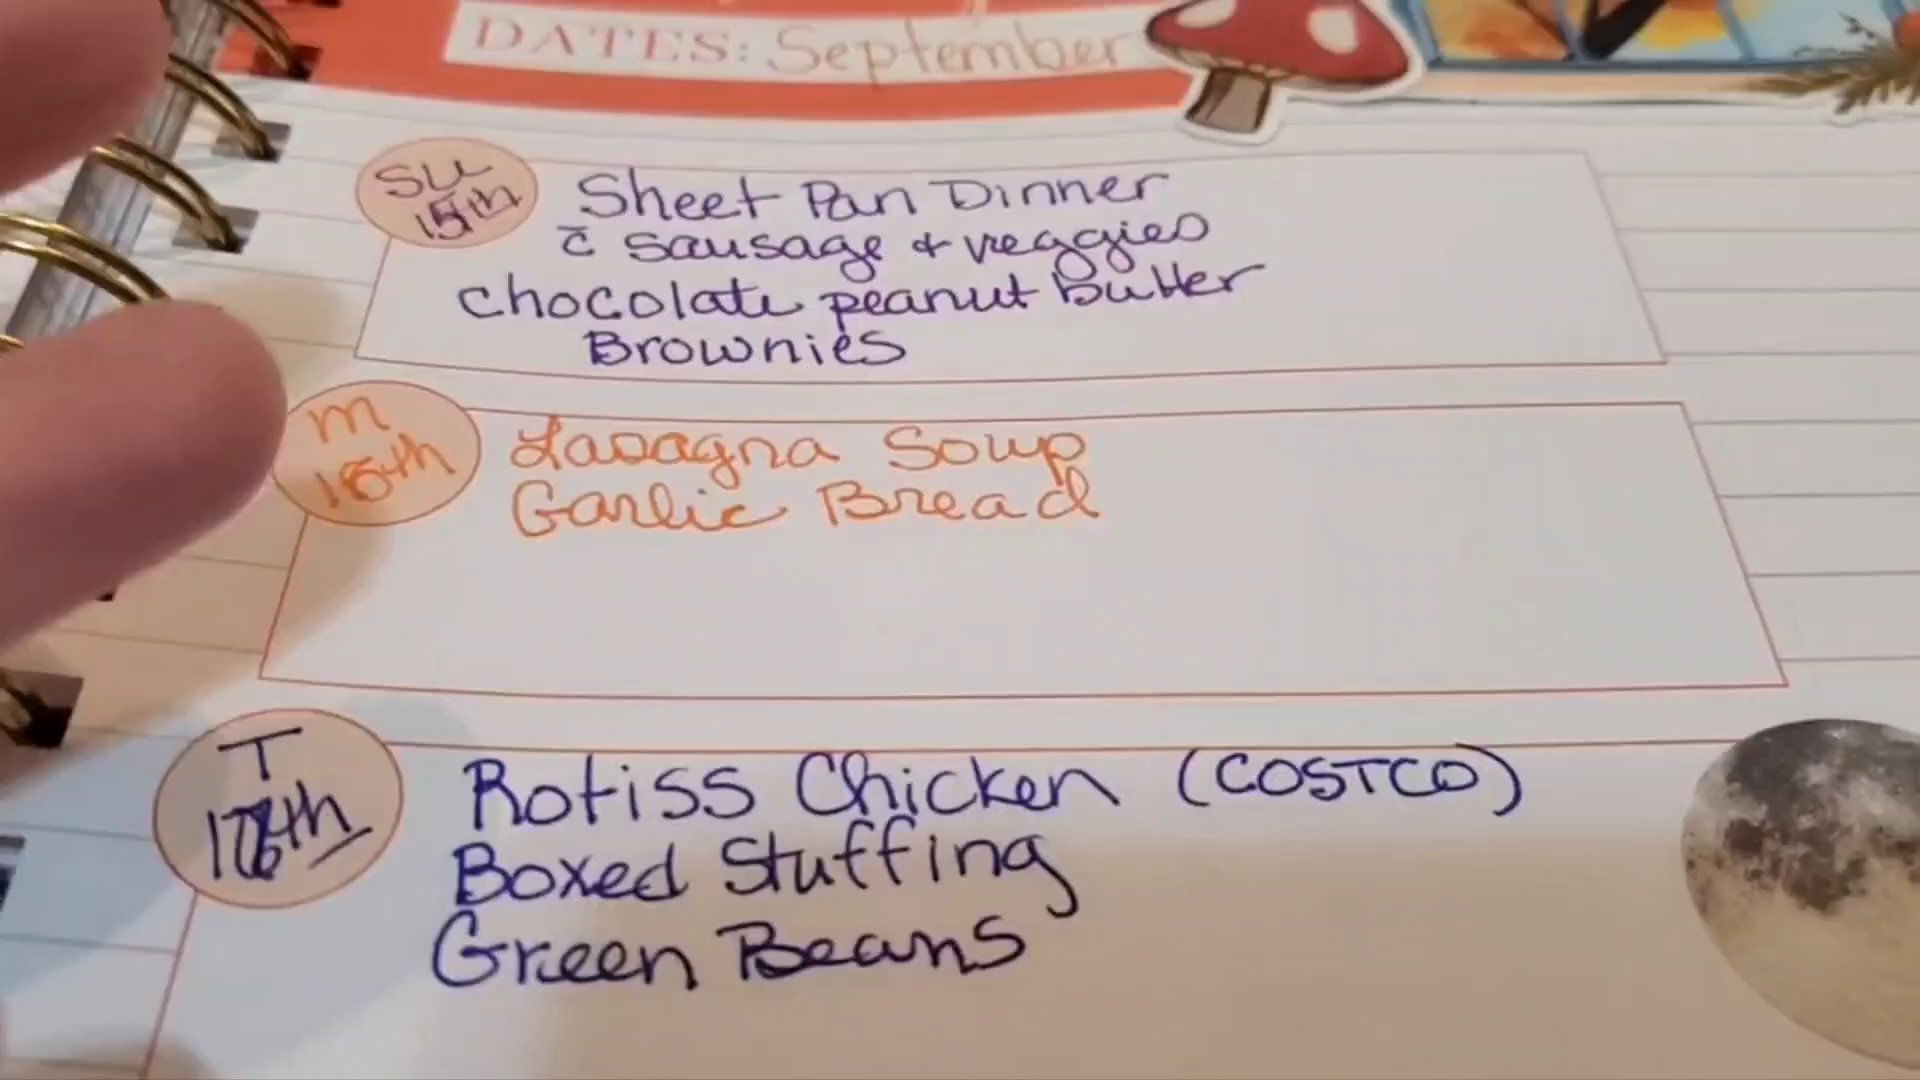 DATES: September
SU
15th
Sheet Pan Dinner
c̄ Sausage & veggies
Chocolate peanut Butter
Brownies
M
16th
Lasagna Soup
Garlic Bread
T
17th
Rotiss Chicken (COSTCO)
Boxed Stuffing
Green Beans